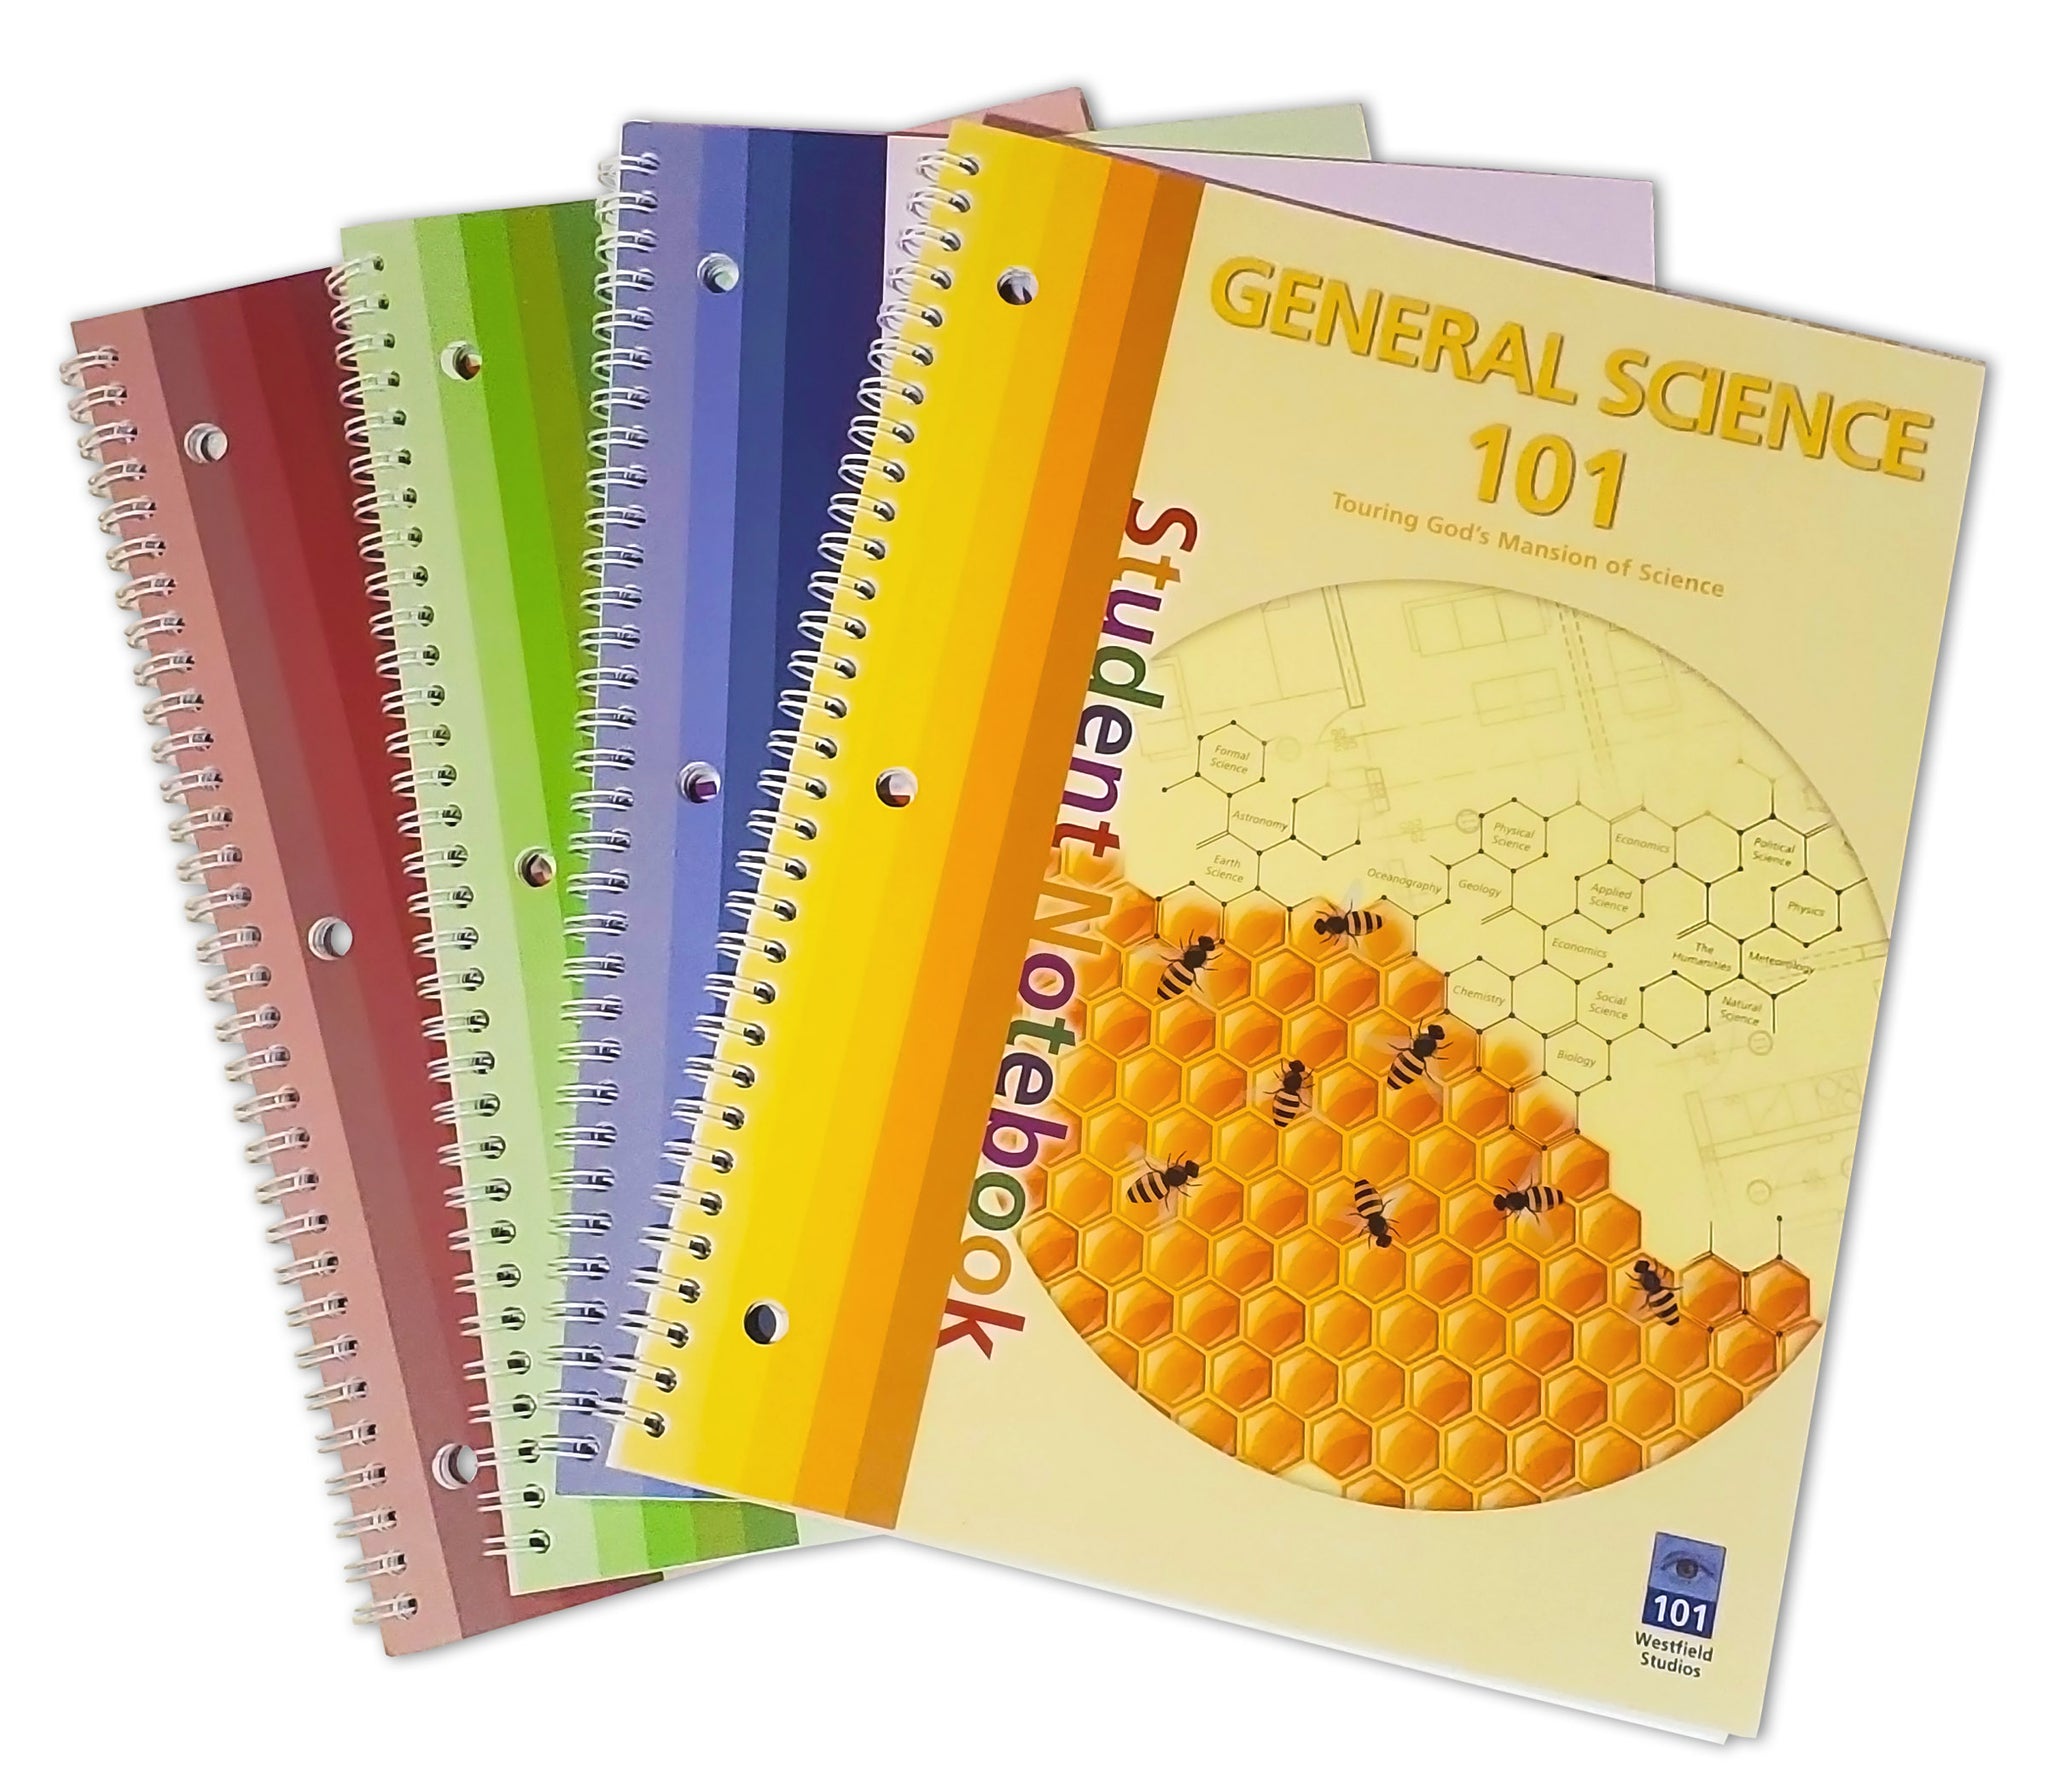 GENERAL SCIENCE
101
Touring God's Mansion of Science
Student Notebook
Formal
Science
Astronomy
Earth
Science
Physical
Science
Economics
Political
Science
Oceanography
Geology
Applied
Science
Physics
Economics
The
Humanities
Meteorology
Chemistry
Social
Science
Natural
Science
Biology
101
Westfield
Studios